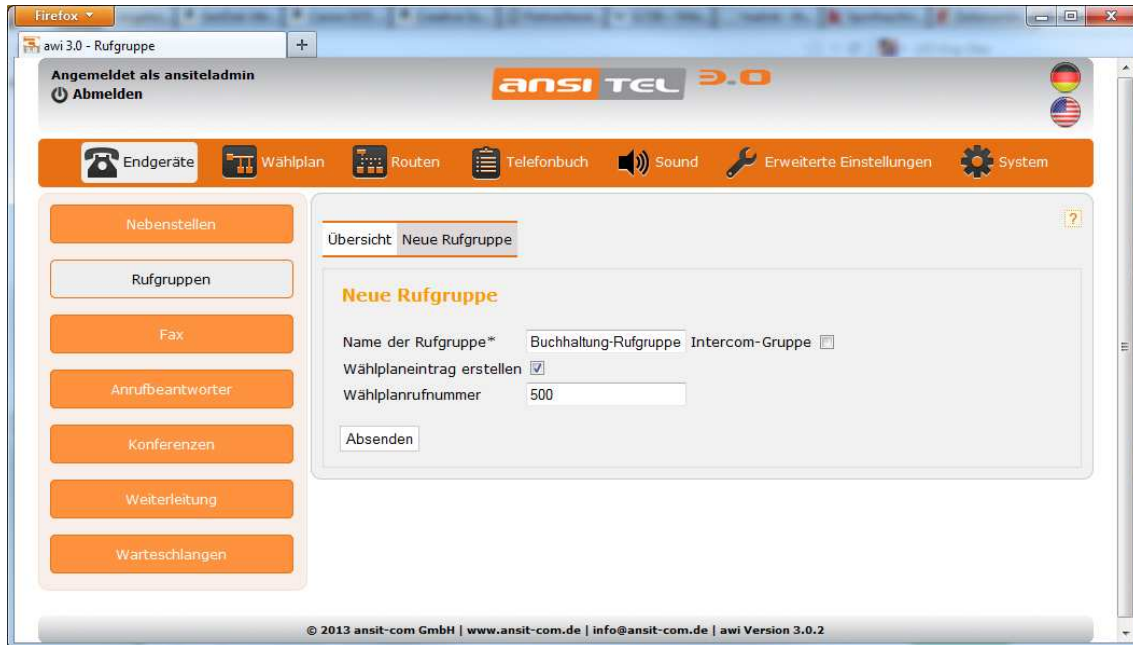 Firefox
awi 3.0 - Rufgruppe
Angemeldet als ansiteladmin
Abmelden
ansi TEL 3.0
Endgeräte Wählplan Routen Telefonbuch Sound Erweiterte Einstellungen System
Nebenstellen
Rufgruppen
Fax
Anrufbeantworter
Konferenzen
Weiterleitung
Warteschlangen
?
Übersicht Neue Rufgruppe
Neue Rufgruppe
Name der Rufgruppe* Buchhaltung-Rufgruppe Intercom-Gruppe
Wählplaneintrag erstellen
Wählplanrufnummer 500
Absenden
© 2013 ansit-com GmbH | www.ansit-com.de | info@ansit-com.de | awi Version 3.0.2